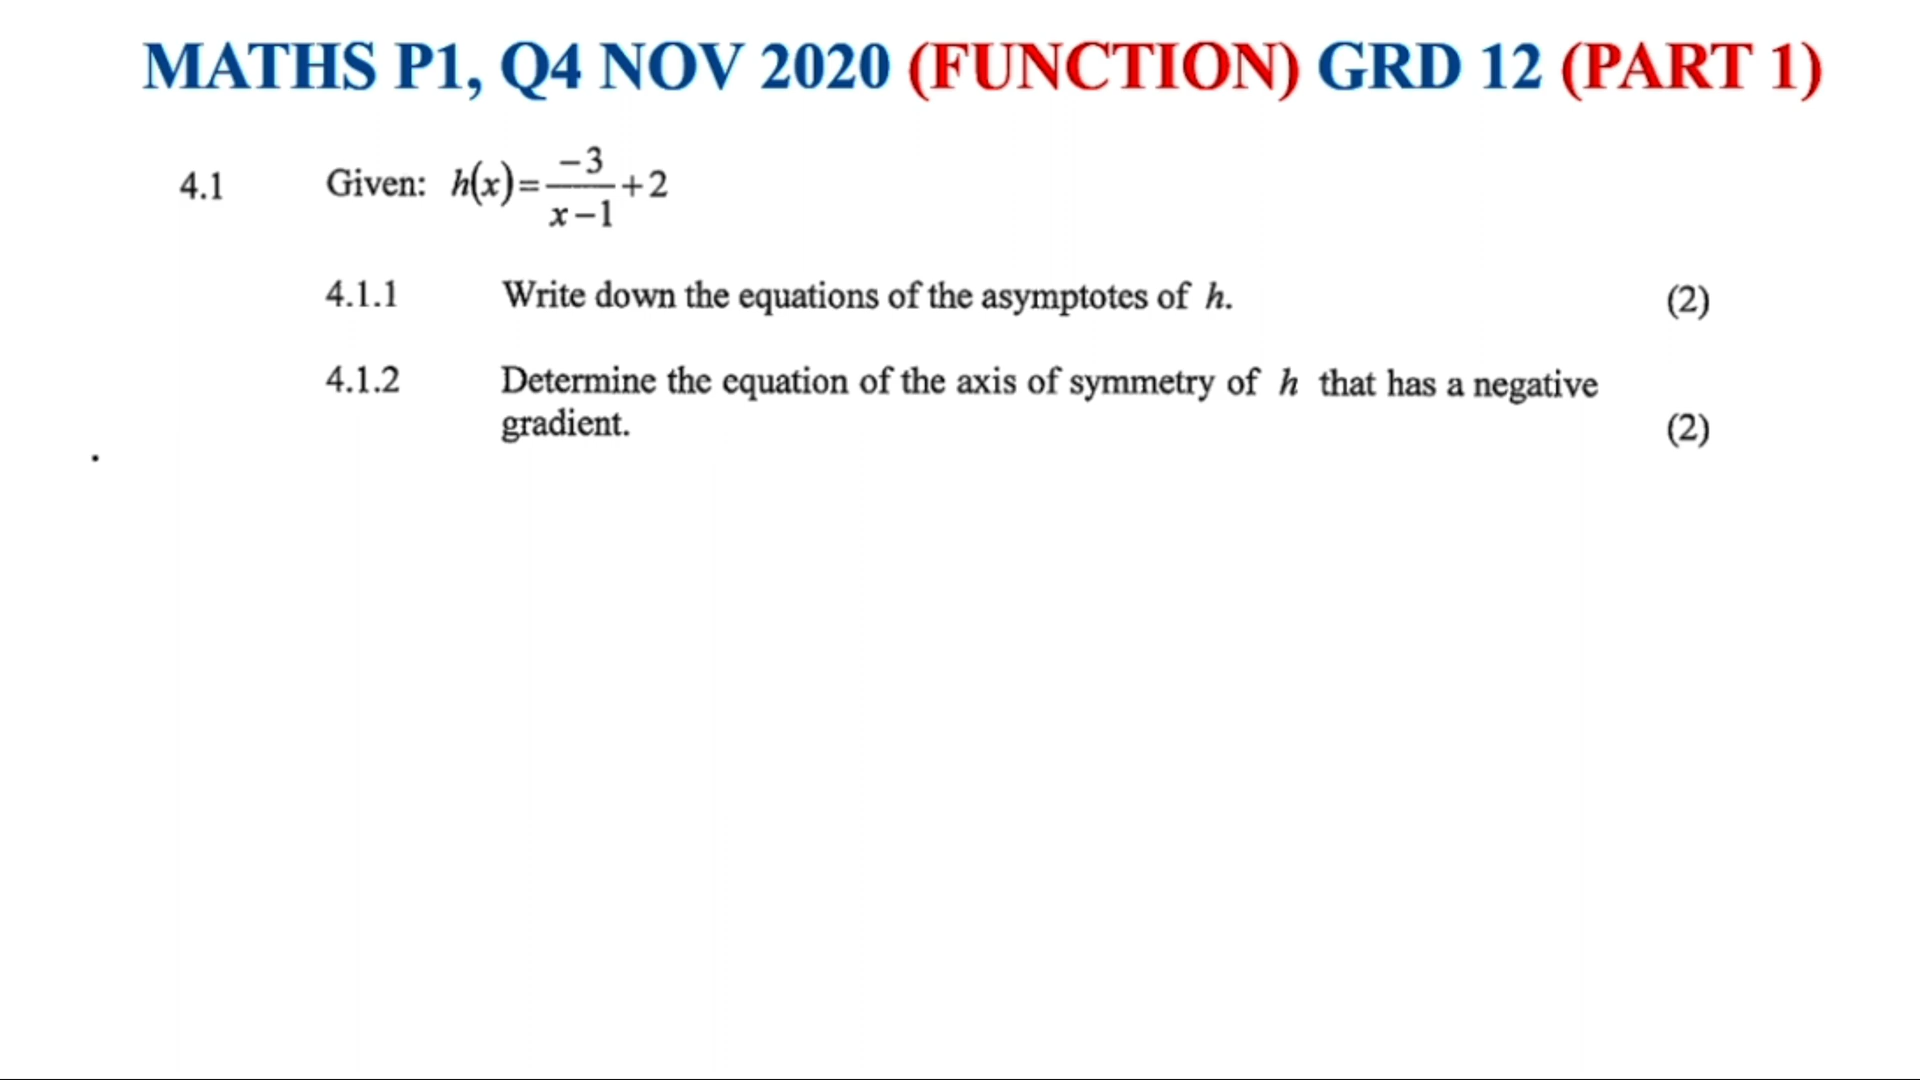 MATHS P1, Q4 NOV 2020 (FUNCTION) GRD 12 (PART 1)
4.1 Given: h(x)=\frac{-3}{x-1}+2
4.1.1 Write down the equations of the asymptotes of h. (2)
4.1.2 Determine the equation of the axis of symmetry of h that has a negative
gradient. (2)